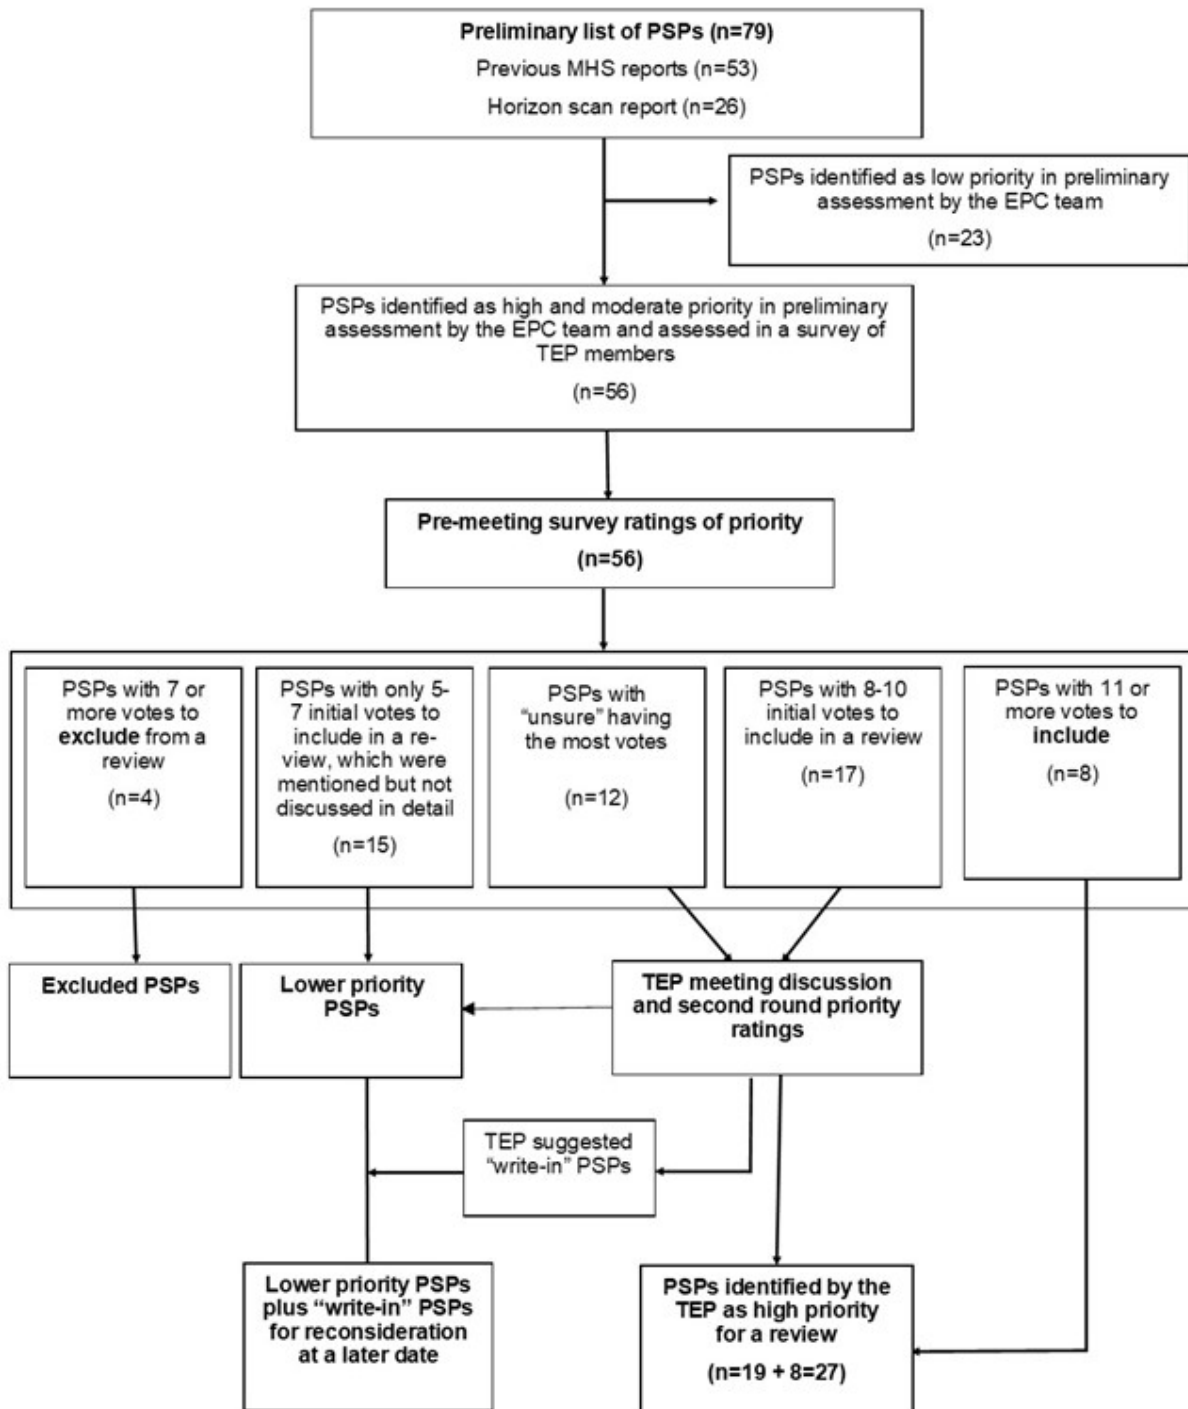 Preliminary list of PSPs (n=79)
Previous MHS reports (n=53)
Horizon scan report (n=26)
PSPs identified as low priority in preliminary
assessment by the EPC team
(n=23)
PSPs identified as high and moderate priority in preliminary
assessment by the EPC team and assessed in a survey of
TEP members
(n=56)
Pre-meeting survey ratings of priority
(n=56)
PSPs with 7 or
more votes to
exclude from a
review
(n=4)
PSPs with only 5-
7 initial votes to
include in a re-
view, which were
mentioned but not
discussed in detail
(n=15)
PSPs with
“unsure” having
the most votes
(n=12)
PSPs with 8-10
initial votes to
include in a review
(n=17)
PSPs with 11 or
more votes to
include
(n=8)
Excluded PSPs
Lower priority
PSPs
TEP meeting discussion
and second round priority
ratings
TEP suggested
“write-in” PSPs
Lower priority PSPs
plus “write-in” PSPs
for reconsideration
at a later date
PSPs identified by the
TEP as high priority
for a review
(n=19 + 8=27)